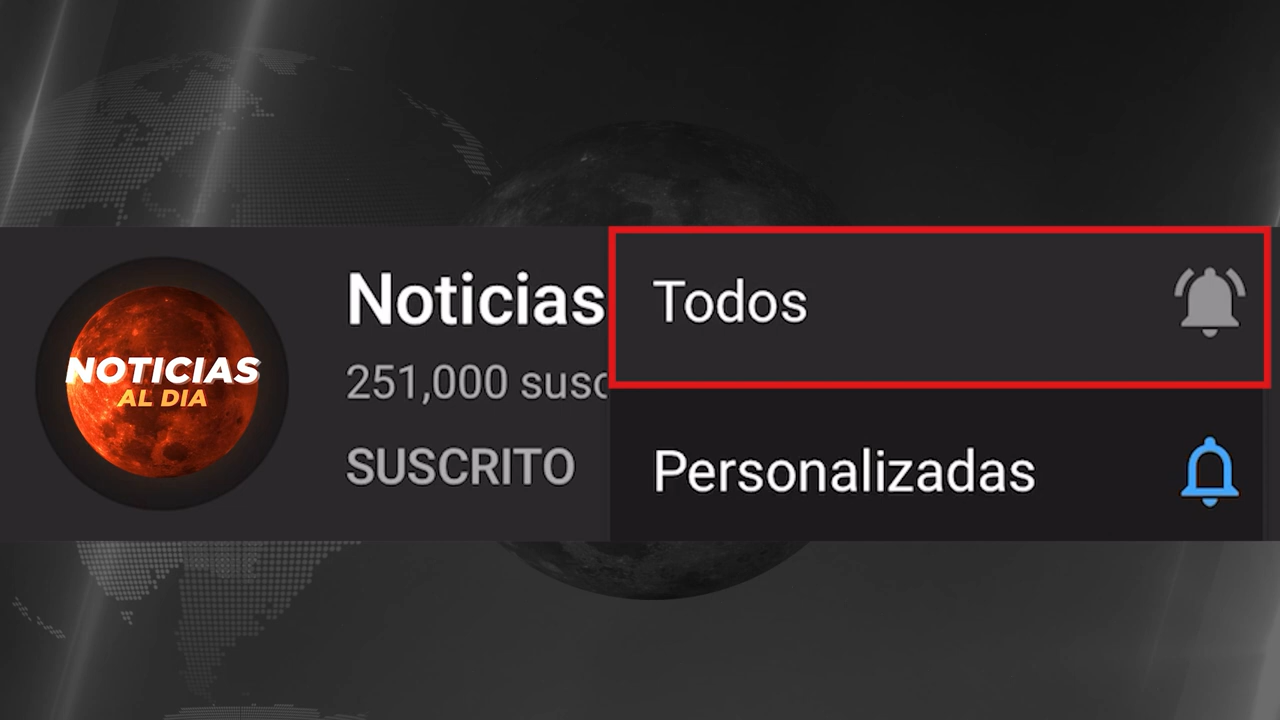 NOTICIAS
AL DIA
Noticias
251,000 susc
SUSCRITO
Todos
Personalizadas